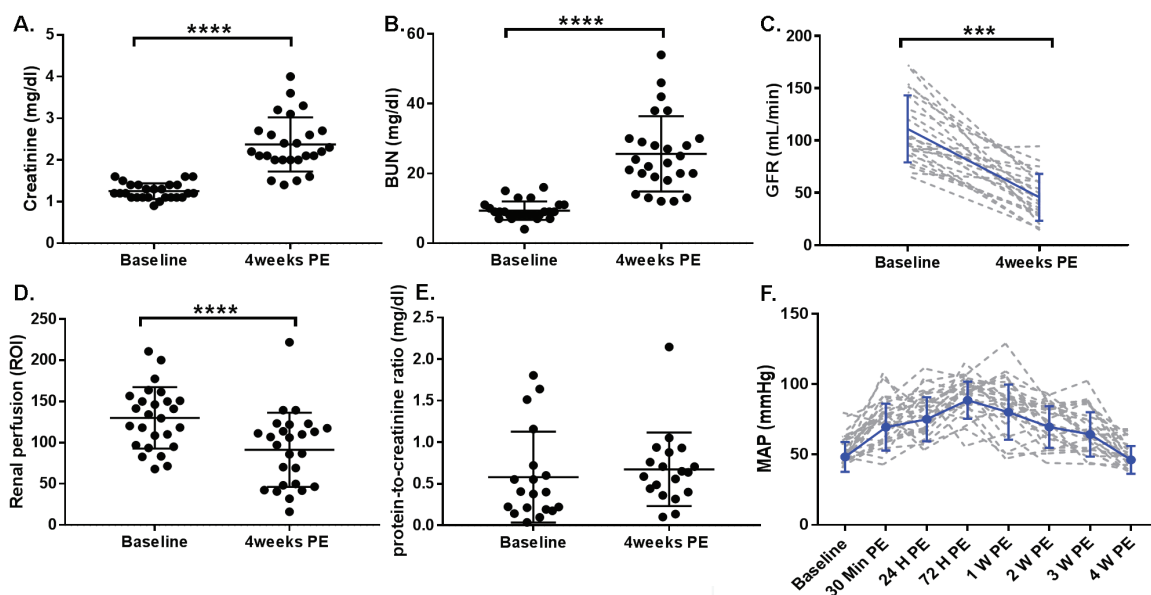 A.
****
Creatinine (mg/dl)
5
4
3
2
1
0
Baseline
4weeks PE
B.
****
BUN (mg/dl)
60
40
20
0
Baseline
4weeks PE
C.
***
GFR (mL/min)
200
150
100
50
0
Baseline
4weeks PE
D.
****
Renal perfusion (ROI)
250
200
150
100
50
0
Baseline
4weeks PE
E.
protein-to-creatinine ratio (mg/dl)
2.5
2.0
1.5
1.0
0.5
0.0
Baseline
4weeks PE
F.
MAP (mmHg)
150
100
50
0
Baseline
30 Min PE
24 H PE
72 H PE
1 W PE
2 W PE
3 W PE
4 W PE